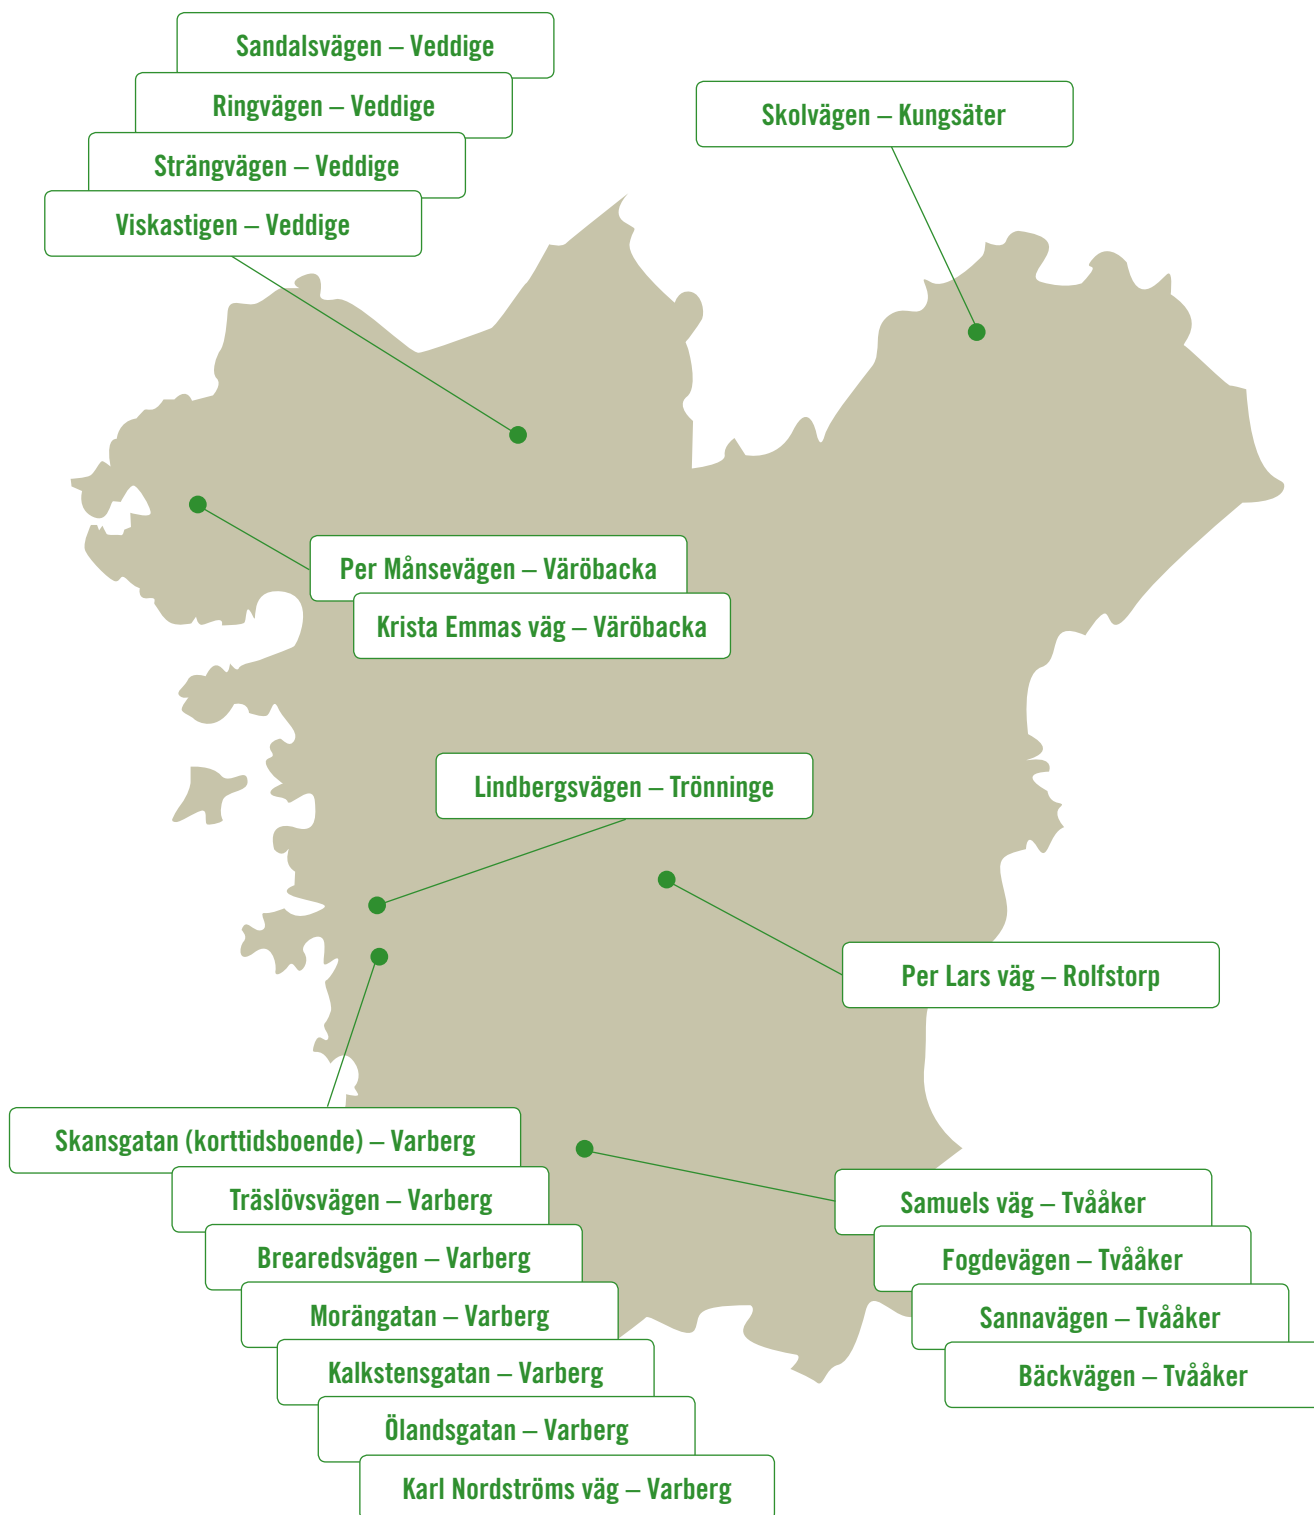 Sandalsvägen – Veddige
Ringvägen – Veddige
Strängvägen – Veddige
Viskastigen – Veddige
Skolvägen – Kungsäter
Per Månsevägen – Väröbacka
Krista Emmas väg – Väröbacka
Lindbergsvägen – Trönninge
Per Lars väg – Rolfstorp
Skansgatan (korttidsboende) – Varberg
Träslövsvägen – Varberg
Brearedsvägen – Varberg
Morängatan – Varberg
Kalkstensgatan – Varberg
Ölandsgatan – Varberg
Karl Nordströms väg – Varberg
Samuels väg – Tvååker
Fogdevägen – Tvååker
Sannavägen – Tvååker
Bäckvägen – Tvååker